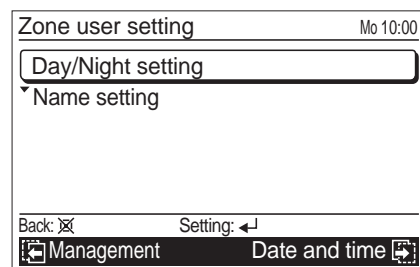 Zone user setting Mo 10:00
Day/Night setting
Name setting
Back: Setting:
Management Date and time